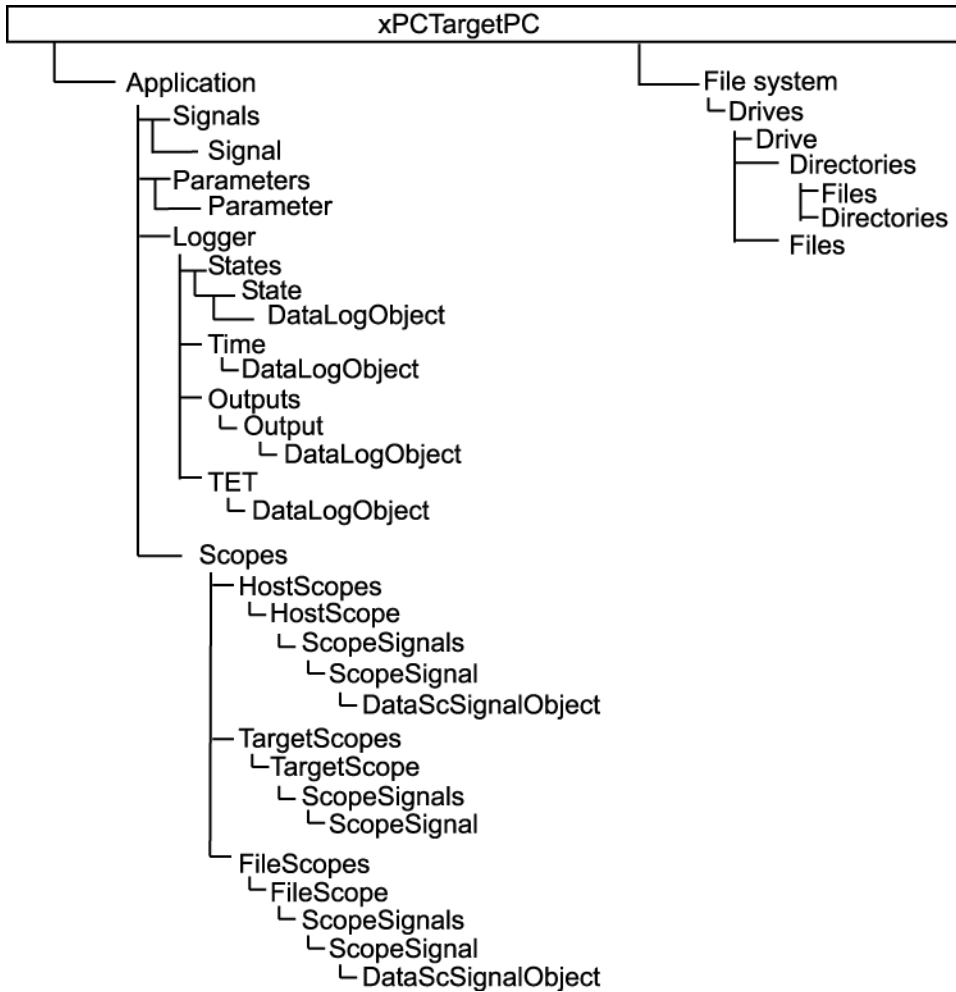 xPCTargetPC
Application
Signals
Signal
Parameters
Parameter
Logger
States
State
DataLogObject
Time
DataLogObject
Outputs
Output
DataLogObject
TET
DataLogObject
Scopes
HostScopes
HostScope
ScopeSignals
ScopeSignal
DataScSignalObject
TargetScopes
TargetScope
ScopeSignals
ScopeSignal
FileScopes
FileScope
ScopeSignals
ScopeSignal
DataScSignalObject
File system
Drives
Drive
Directories
Files
Directories
Files